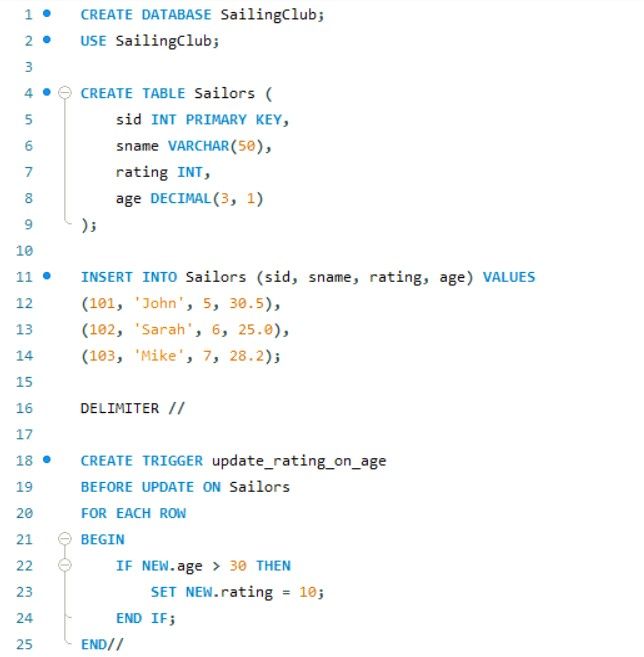 1 CREATE DATABASE SailingClub;
2 USE SailingClub;
3
4 CREATE TABLE Sailors (
5 sid INT PRIMARY KEY,
6 sname VARCHAR(50),
7 rating INT,
8 age DECIMAL(3, 1)
9 );
10
11 INSERT INTO Sailors (sid, sname, rating, age) VALUES
12 (101, 'John', 5, 30.5),
13 (102, 'Sarah', 6, 25.0),
14 (103, 'Mike', 7, 28.2);
15
16 DELIMITER //
17
18 CREATE TRIGGER update_rating_on_age
19 BEFORE UPDATE ON Sailors
20 FOR EACH ROW
21 BEGIN
22 IF NEW.age > 30 THEN
23 SET NEW.rating = 10;
24 END IF;
25 END//